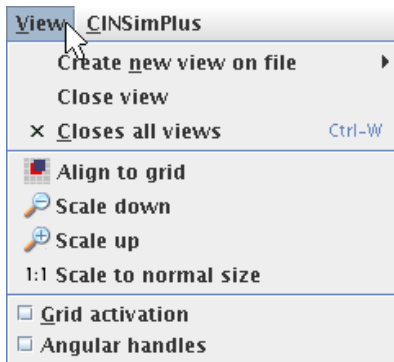 View CINSimPlus
Create new view on file
Close view
Closes all views Ctrl-W
Align to grid
Scale down
Scale up
1:1 Scale to normal size
Grid activation
Angular handles